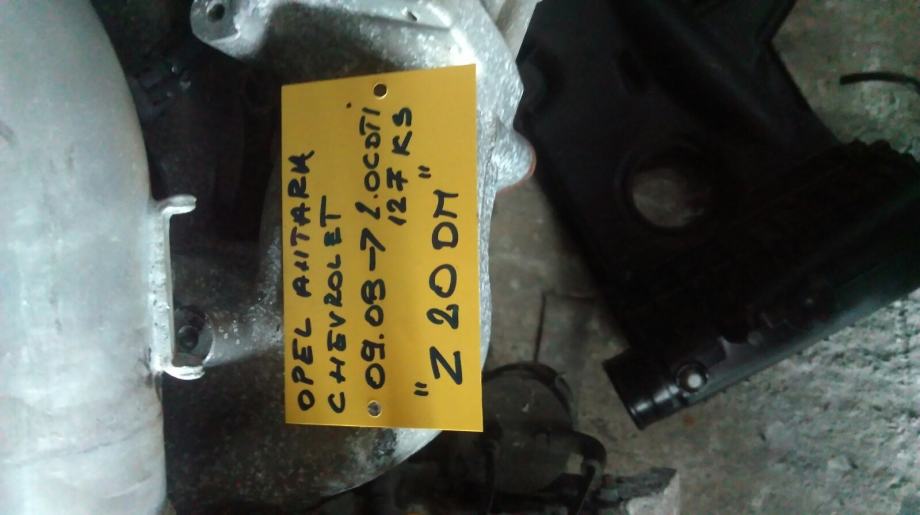 OPEL ANTARA
CHEVROLET
09.08→ 2.0CDTI
127 KS
"Z 20 DM"